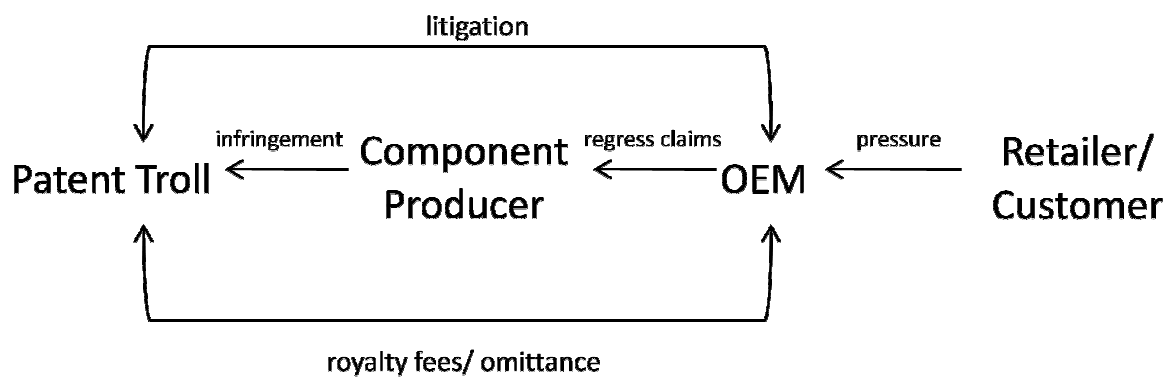 litigation
infringement
regress claims
pressure
Patent Troll
Component
Producer
OEM
Retailer/
Customer
royalty fees/ omittance